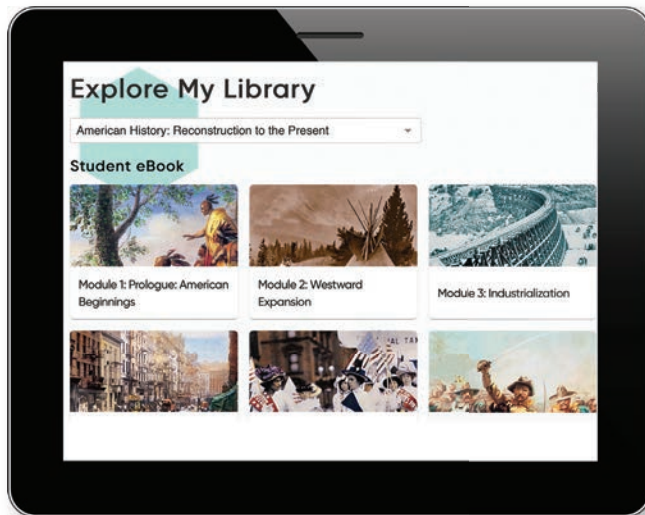 Explore My Library
American History: Reconstruction to the Present
Student eBook
Module 1: Prologue: American
Beginnings
Module 2: Westward
Expansion
Module 3: Industrialization